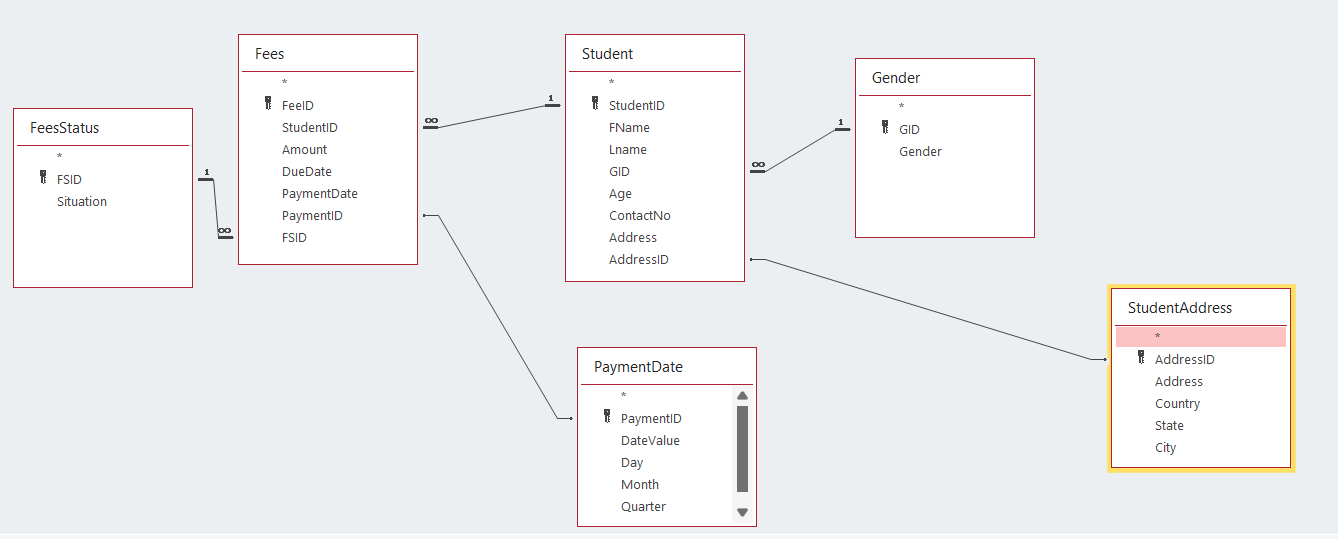 FeesStatus
*
FSID
Situation
1
∞
Fees
*
FeeID
StudentID
Amount
DueDate
PaymentDate
PaymentID
FSID
∞
1
Student
*
StudentID
FName
Lname
GID
Age
ContactNo
Address
AddressID
∞
1
Gender
*
GID
Gender
PaymentDate
*
PaymentID
DateValue
Day
Month
Quarter
StudentAddress
*
AddressID
Address
Country
State
City